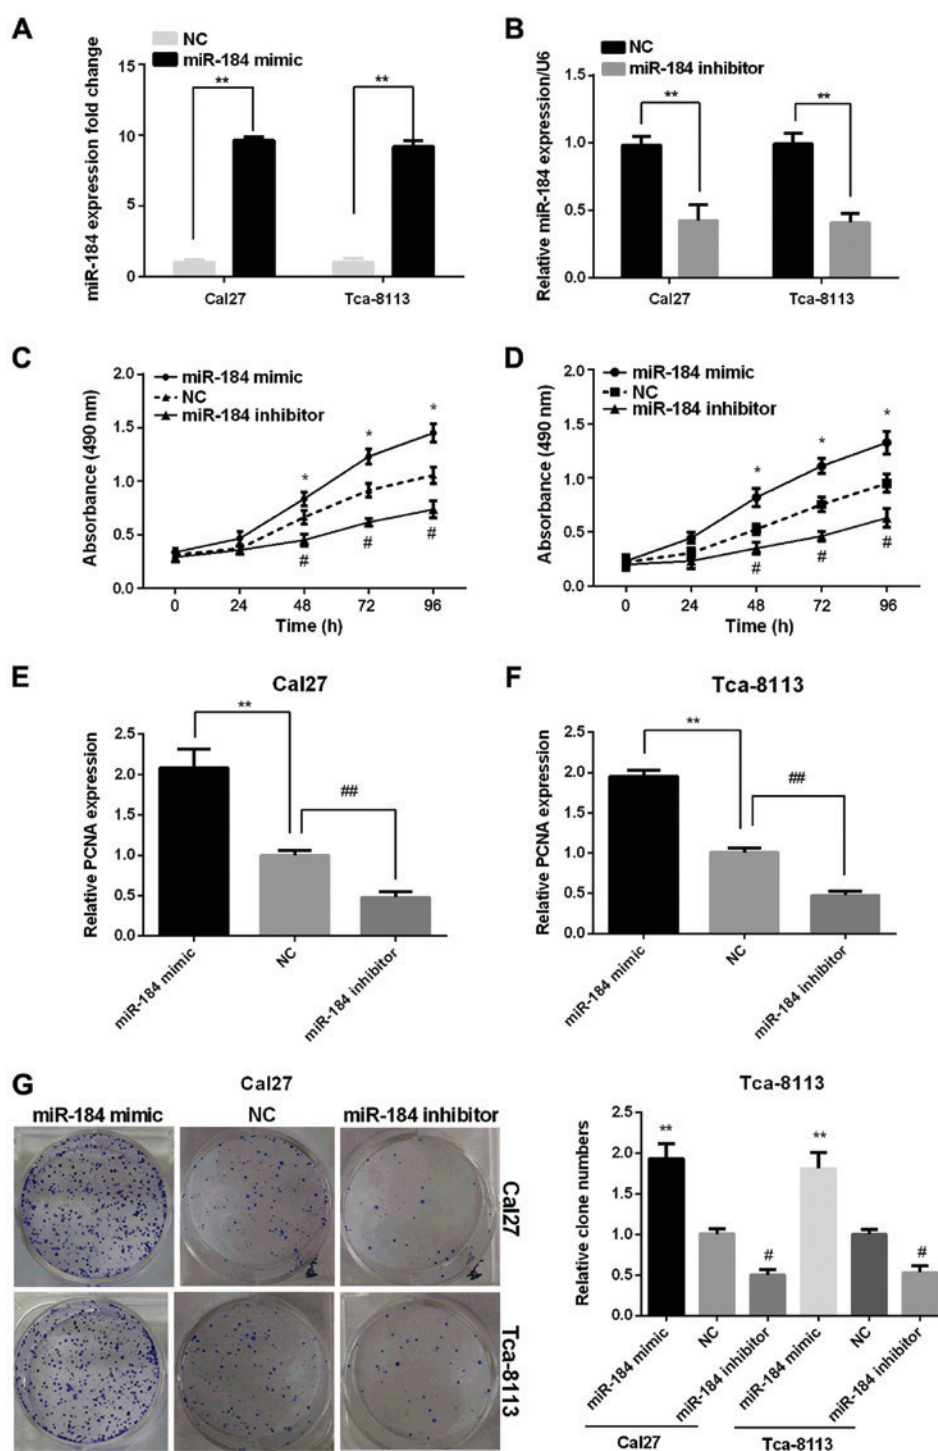 A
NC
miR-184 mimic
miR-184 expression fold change
15
10
5
0
**
**
Cal27
Tca-8113
B
NC
miR-184 inhibitor
Relative miR-184 expression/U6
1.5
1.0
0.5
0.0
**
**
Cal27
Tca-8113
C
miR-184 mimic
NC
miR-184 inhibitor
Absorbance (490 nm)
2.0
1.5
1.0
0.5
0.0
* * *
# # #
0 24 48 72 96
Time (h)
D
miR-184 mimic
NC
miR-184 inhibitor
Absorbance (490 nm)
2.0
1.5
1.0
0.5
0.0
* * *
# # #
0 24 48 72 96
Time (h)
E
Cal27
Relative PCNA expression
2.5
2.0
1.5
1.0
0.5
0.0
**
##
miR-184 mimic
NC
miR-184 inhibitor
F
Tca-8113
Relative PCNA expression
2.5
2.0
1.5
1.0
0.5
0.0
**
##
miR-184 mimic
NC
miR-184 inhibitor
G
Cal27
miR-184 mimic
NC
miR-184 inhibitor
Cal27
Tca-8113
Tca-8113
Relative clone numbers
2.5
2.0
1.5
1.0
0.5
0.0
**
#
**
#
miR-184 mimic
NC
miR-184 inhibitor
miR-184 mimic
NC
miR-184 inhibitor
Cal27
Tca-8113